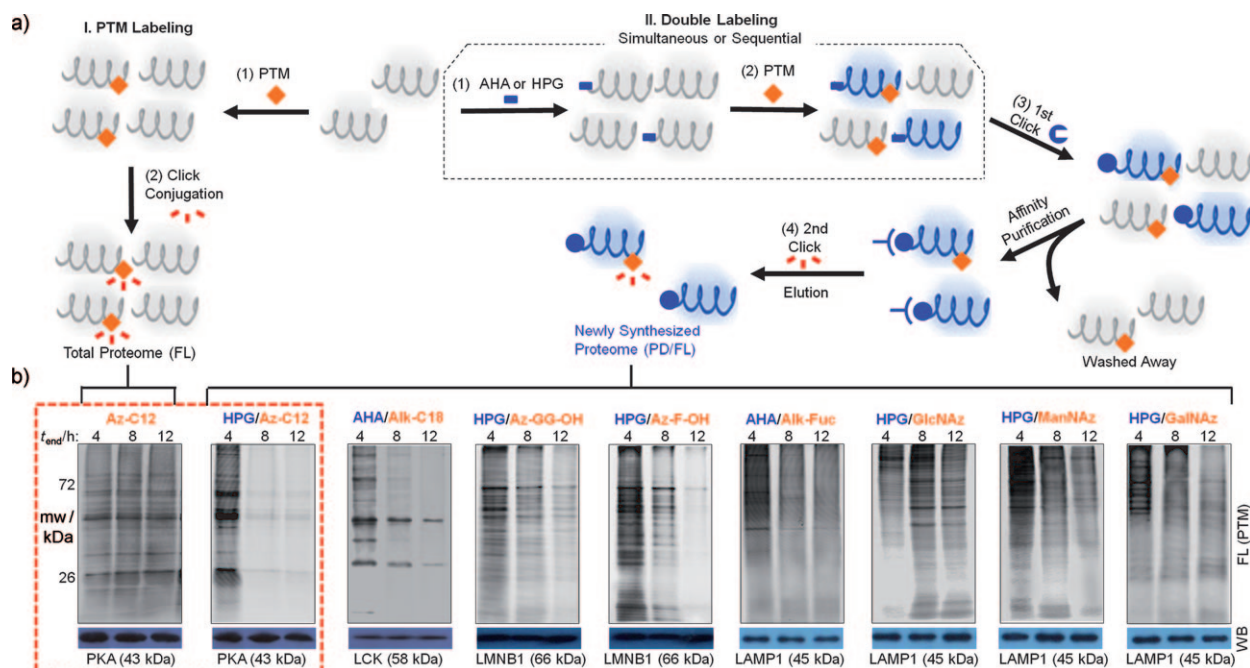 a)
I. PTM Labeling
II. Double Labeling
Simultaneous or Sequential
(1) PTM
(1) AHA or HPG
(2) PTM
(3) 1st
Click
(2) Click
Conjugation
Affinity
Purification
(4) 2nd
Click
Elution
Total Proteome (FL)
Newly Synthesized
Proteome (PD/FL)
Washed Away
b)
Az-C12 HPG/Az-C12 AHA/Alk-C18 HPG/Az-GG-OH HPG/Az-F-OH AHA/Alk-Fuc HPG/GlcNAz HPG/ManNAz HPG/GalNAz
tend/h: 4 8 12 4 8 12 4 8 12 4 8 12 4 8 12 4 8 12 4 8 12 4 8 12 4 8 12
72
mw /
kDa
26
FL (PTM)
WB
PKA (43 kDa) PKA (43 kDa) LCK (58 kDa) LMNB1 (66 kDa) LMNB1 (66 kDa) LAMP1 (45 kDa) LAMP1 (45 kDa) LAMP1 (45 kDa) LAMP1 (45 kDa)